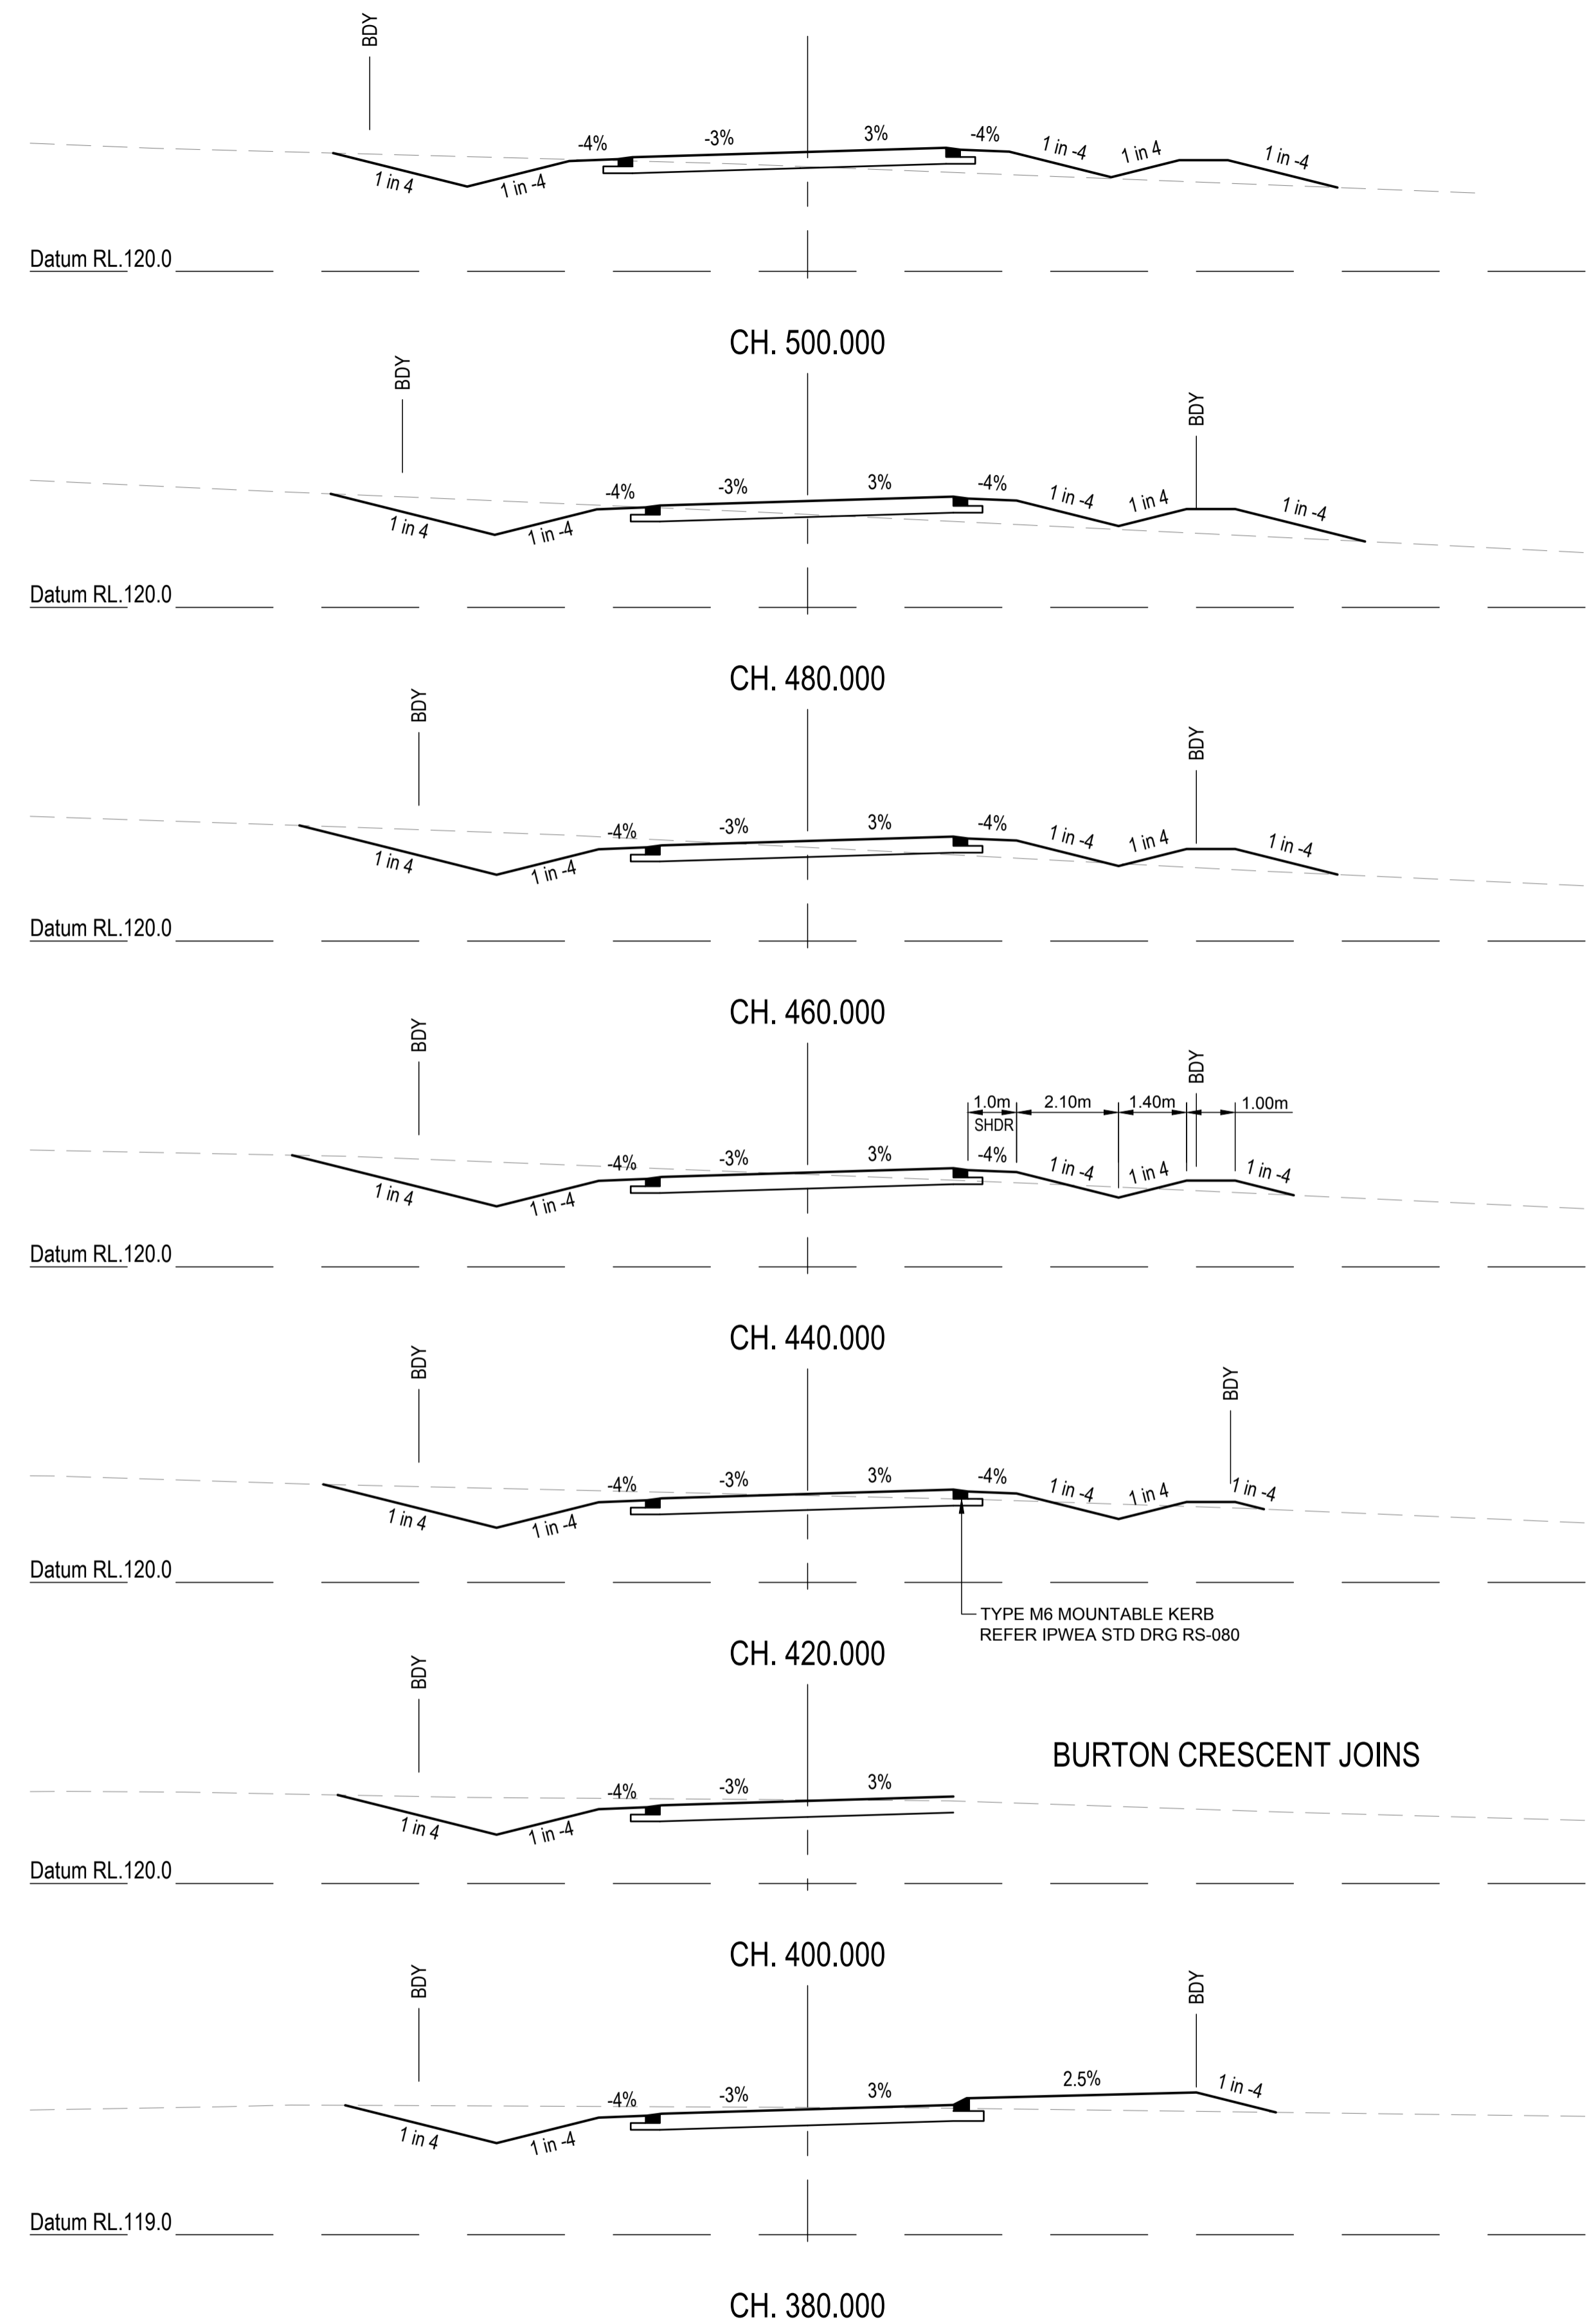 BDY
-4%
-3%
3%
-4%
1 in -4
1 in 4
1 in -4
1 in 4
1 in -4
Datum RL.120.0
CH. 500.000
BDY
BDY
-4%
-3%
3%
-4%
1 in -4
1 in 4
1 in -4
1 in 4
1 in -4
Datum RL.120.0
CH. 480.000
BDY
BDY
-4%
-3%
3%
-4%
1 in -4
1 in 4
1 in -4
1 in 4
1 in -4
Datum RL.120.0
CH. 460.000
BDY
BDY
1.0m
2.10m
1.40m
1.00m
SHDR
-4%
-3%
3%
-4%
1 in -4
1 in 4
1 in -4
1 in 4
1 in -4
Datum RL.120.0
CH. 440.000
BDY
BDY
-4%
-3%
3%
-4%
1 in -4
1 in 4
1 in -4
1 in 4
1 in -4
Datum RL.120.0
TYPE M6 MOUNTABLE KERB
REFER IPWEA STD DRG RS-080
CH. 420.000
BDY
BURTON CRESCENT JOINS
-4%
-3%
3%
1 in 4
1 in -4
Datum RL.120.0
CH. 400.000
BDY
BDY
-4%
-3%
3%
2.5%
1 in -4
1 in 4
1 in -4
Datum RL.119.0
CH. 380.000